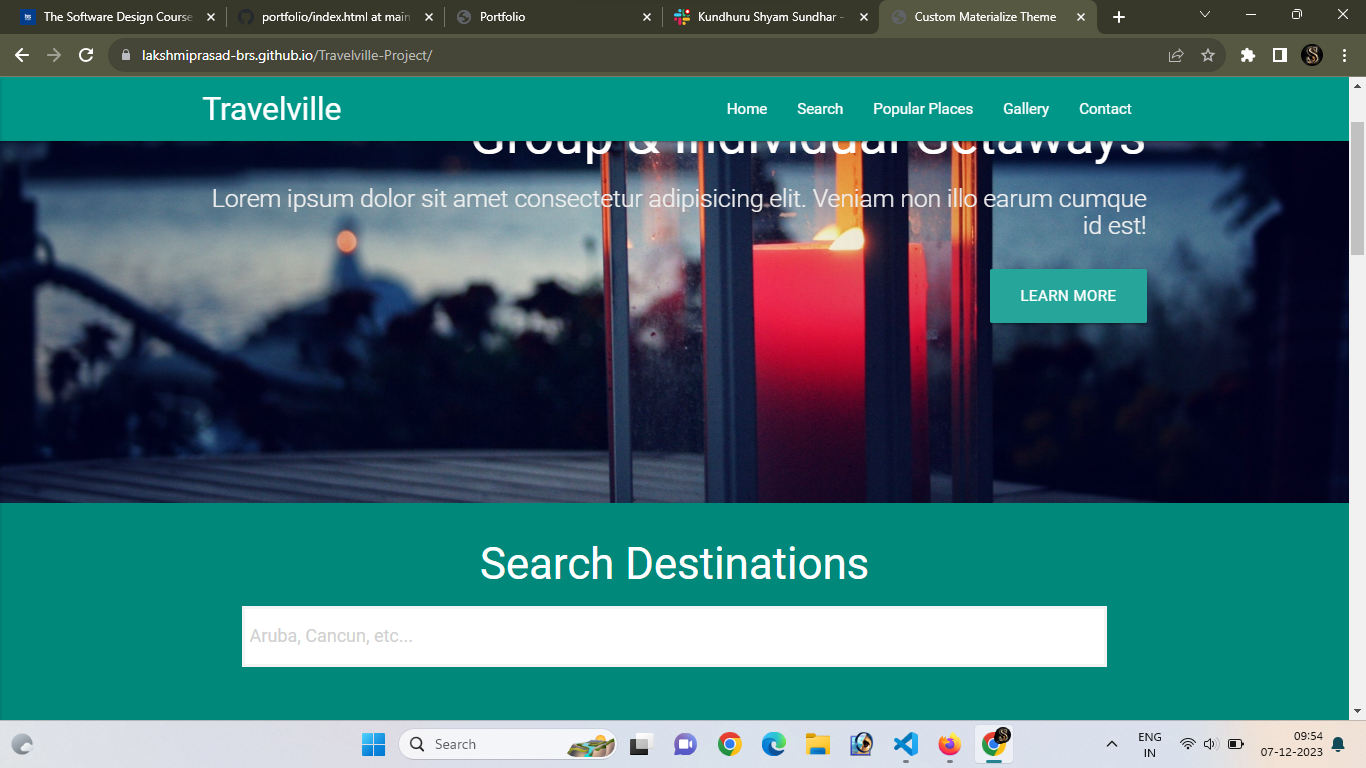 The Software Design Course
portfolio/index.html at main
Portfolio
Kundhuru Shyam Sundhar -
Custom Materialize Theme
lakshmiprasad-brs.github.io/Travelville-Project/
Travelville
Home
Search
Popular Places
Gallery
Contact
Group & Individual Getaways
Lorem ipsum dolor sit amet consectetur adipisicing elit. Veniam non illo earum cumque
id est!
LEARN MORE
Search Destinations
Aruba, Cancun, etc...
Search
ENG
IN
09:54
07-12-2023